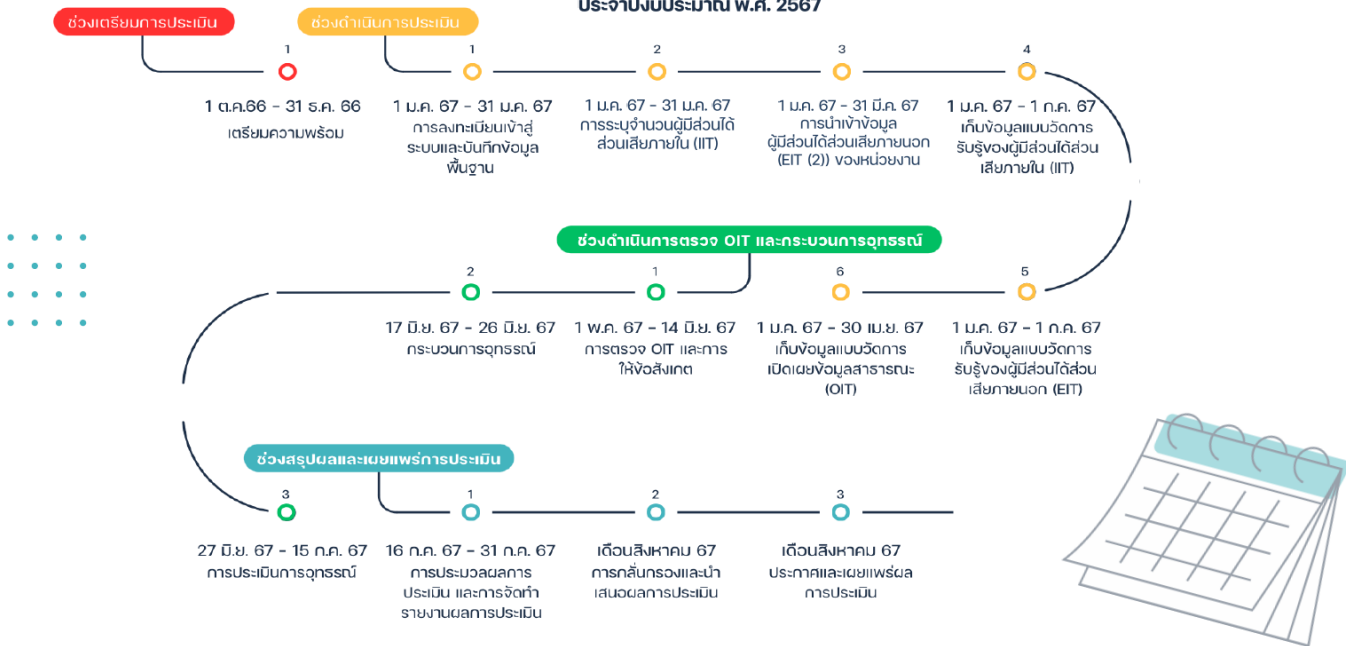 ประจำปีงบประมาณ พ.ศ. 2567
ช่วงเตรียมการประเมิน
1
1 ต.ค.66 - 31 ธ.ค. 66
เตรียมความพร้อม
ช่วงดำเนินการประเมิน
1
1 ม.ค. 67 - 31 ม.ค. 67
การลงทะเบียนเข้าสู่
ระบบและบันทึกข้อมูล
พื้นฐาน
2
1 ม.ค. 67 - 31 ม.ค. 67
การระบุจำนวนผู้มีส่วนได้
ส่วนเสียภายใน (IIT)
3
1 ม.ค. 67 - 31 มี.ค. 67
การนำเข้าข้อมูล
ผู้มีส่วนได้ส่วนเสียภายนอก
(EIT (2)) ของหน่วยงาน
4
1 ม.ค. 67 - 1 ก.ค. 67
เก็บข้อมูลแบบวัดการ
รับรู้ของผู้มีส่วนได้ส่วน
เสียภายใน (IIT)
5
1 ม.ค. 67 - 1 ก.ค. 67
เก็บข้อมูลแบบวัดการ
รับรู้ของผู้มีส่วนได้ส่วน
เสียภายนอก (EIT)
6
1 ม.ค. 67 - 30 เม.ย. 67
เก็บข้อมูลแบบวัดการ
เปิดเผยข้อมูลสาธารณะ
(OIT)
ช่วงดำเนินการตรวจ OIT และกระบวนการอุทธรณ์
1
1 พ.ค. 67 - 14 มิ.ย. 67
การตรวจ OIT และการ
ให้ข้อสังเกต
2
17 มิ.ย. 67 - 26 มิ.ย. 67
กระบวนการอุทธรณ์
3
27 มิ.ย. 67 - 15 ก.ค. 67
การประเมินการอุทธรณ์
ช่วงสรุปผลและเผยแพร่การประเมิน
1
16 ก.ค. 67 - 31 ก.ค. 67
การประมวลผลการ
ประเมิน และการจัดทำ
รายงานผลการประเมิน
2
เดือนสิงหาคม 67
การกลั่นกรองและนำ
เสนอผลการประเมิน
3
เดือนสิงหาคม 67
ประกาศและเผยแพร่ผล
การประเมิน